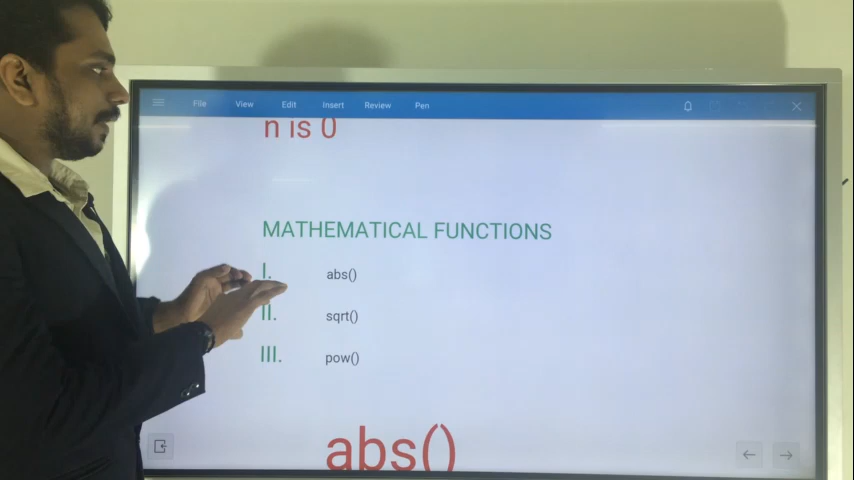 File View Edit Insert Review Pen
n is 0
MATHEMATICAL FUNCTIONS
I. abs()
II. sqrt()
III. pow()
abs()